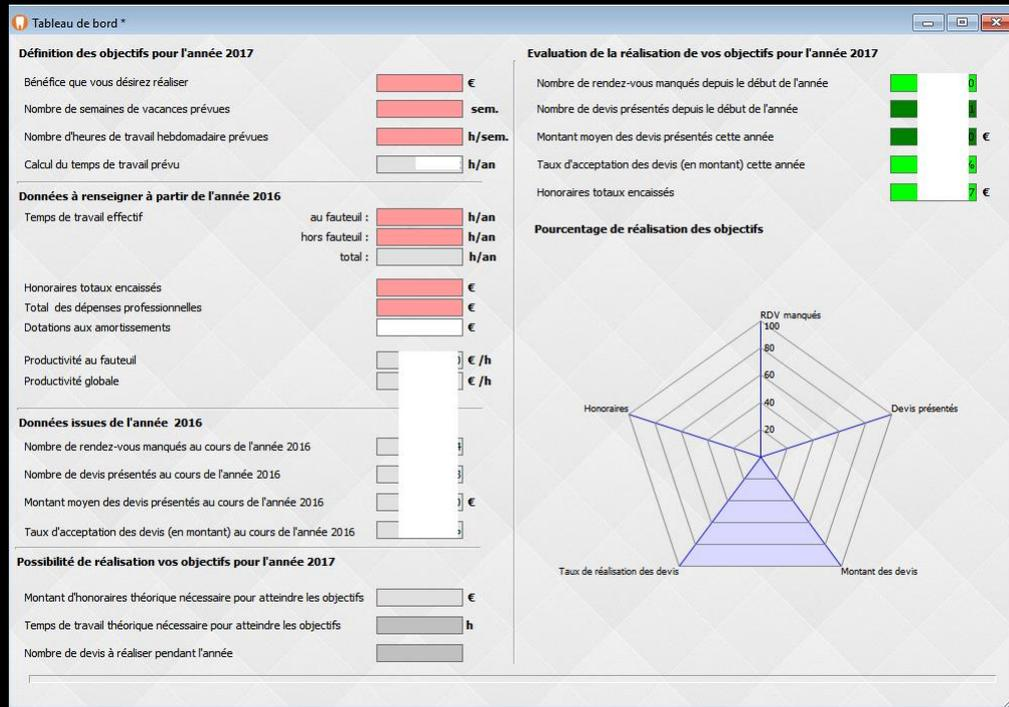 Tableau de bord *
Définition des objectifs pour l'année 2017
Bénéfice que vous désirez réaliser €
Nombre de semaines de vacances prévues sem.
Nombre d'heures de travail hebdomadaire prévues h/sem.
Calcul du temps de travail prévu h/an
Données à renseigner à partir de l'année 2016
Temps de travail effectif au fauteuil : h/an
hors fauteuil : h/an
total : h/an
Honoraires totaux encaissés €
Total des dépenses professionnelles €
Dotations aux amortissements €
Productivité au fauteuil € /h
Productivité globale € /h
Données issues de l'année 2016
Nombre de rendez-vous manqués au cours de l'année 2016
Nombre de devis présentés au cours de l'année 2016
Montant moyen des devis présentés au cours de l'année 2016 €
Taux d'acceptation des devis (en montant) au cours de l'année 2016
Possibilité de réalisation vos objectifs pour l'année 2017
Montant d'honoraires théorique nécessaire pour atteindre les objectifs €
Temps de travail théorique nécessaire pour atteindre les objectifs h
Nombre de devis à réaliser pendant l'année
Evaluation de la réalisation de vos objectifs pour l'année 2017
Nombre de rendez-vous manqués depuis le début de l'année 0
Nombre de devis présentés depuis le début de l'année
Montant moyen des devis présentés cette année €
Taux d'acceptation des devis (en montant) cette année
Honoraires totaux encaissés 7 €
Pourcentage de réalisation des objectifs
RDV manqués
100
80
60
40
20
Honoraires
Devis présentés
Taux de réalisation des devis
Montant des devis